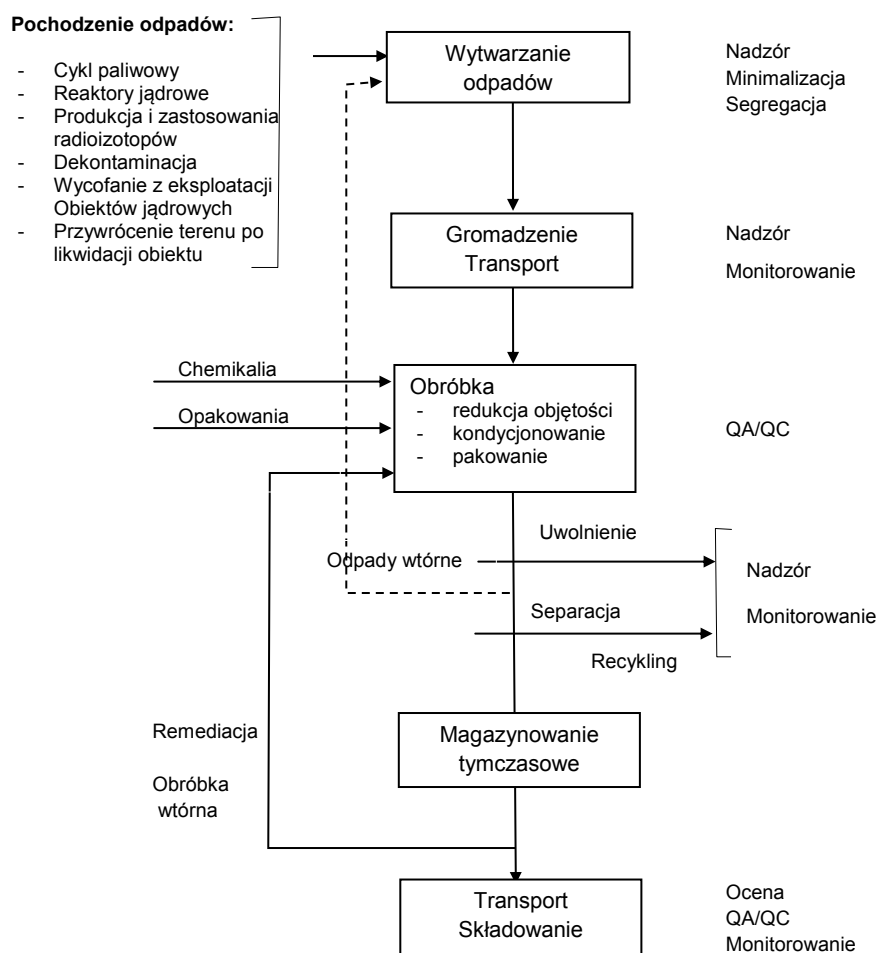 Pochodzenie odpadów:
- Cykl paliwowy
- Reaktory jądrowe
- Produkcja i zastosowania
radioizotopów
- Dekontaminacja
- Wycofanie z eksploatacji
Obiektów jądrowych
- Przywrócenie terenu po
likwidacji obiektu
Wytwarzanie
odpadów
Nadzór
Minimalizacja
Segregacja
Gromadzenie
Transport
Nadzór
Monitorowanie
Chemikalia
Opakowania
Obróbka
- redukcja objętości
- kondycjonowanie
- pakowanie
QA/QC
Uwolnienie
Odpady wtórne
Separacja
Recykling
Nadzór
Monitorowanie
Remediacja
Obróbka
wtórna
Magazynowanie
tymczasowe
Transport
Składowanie
Ocena
QA/QC
Monitorowanie